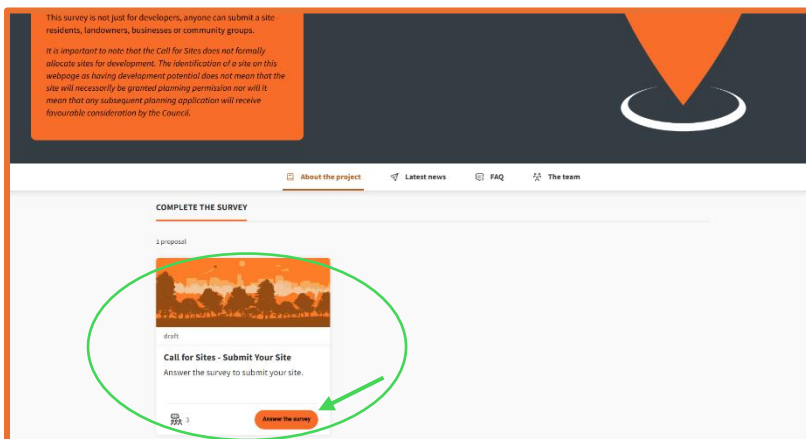 This survey is not just for developers, anyone can submit a site -
residents, landowners, businesses or community groups.
It is important to note that the Call for Sites does not formally
allocate sites for development. The identification of a site on this
webpage as having development potential does not mean that the
site will necessarily be granted planning permission nor will it
mean that any subsequent planning application will receive
favourable consideration by the Council.
About the project Latest news FAQ The team
COMPLETE THE SURVEY
1 proposal
draft
Call for Sites - Submit Your Site
Answer the survey to submit your site.
3 Answer the survey